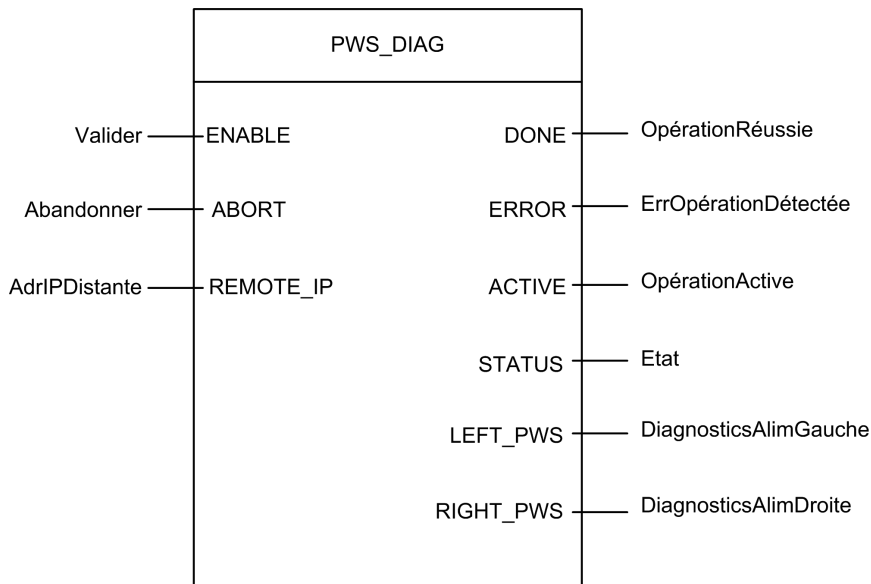 PWS_DIAG
Valider ENABLE DONE OpérationRéussie
Abandonner ABORT ERROR ErrOpérationDétectée
AdrIPDistante REMOTE_IP ACTIVE OpérationActive
STATUS Etat
LEFT_PWS DiagnosticsAlimGauche
RIGHT_PWS DiagnosticsAlimDroite